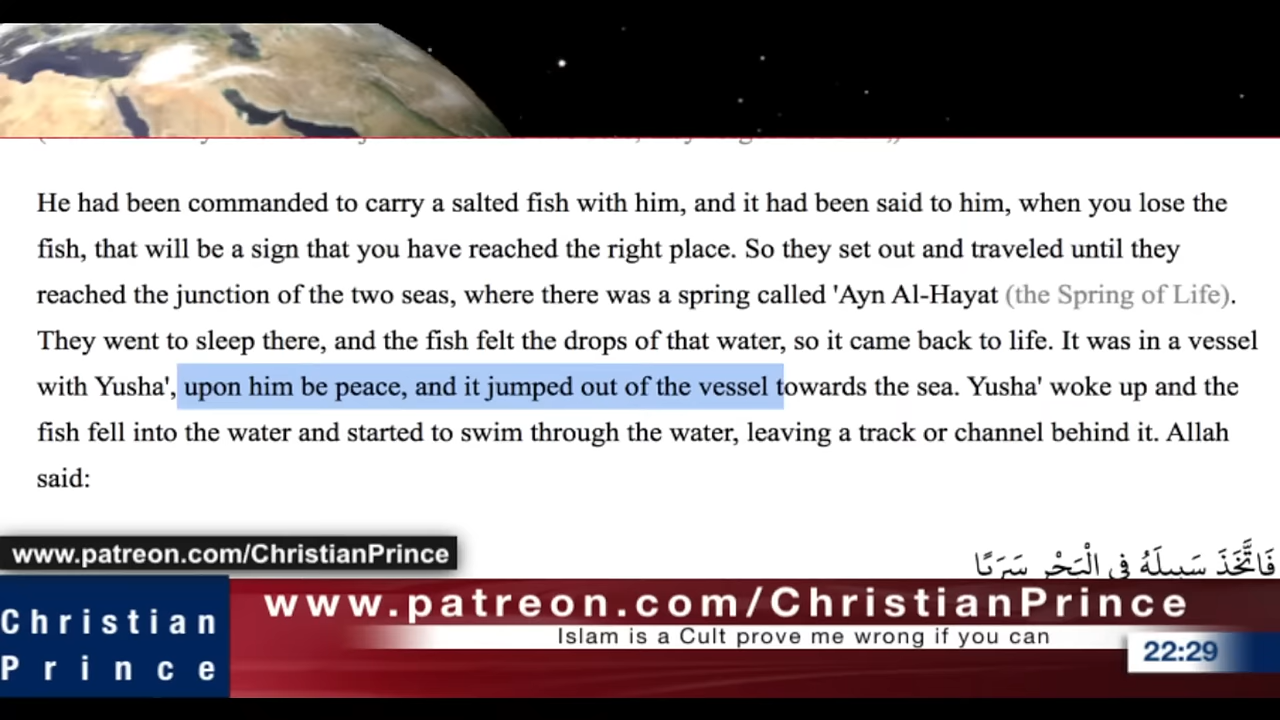 He had been commanded to carry a salted fish with him, and it had been said to him, when you lose the
fish, that will be a sign that you have reached the right place. So they set out and traveled until they
reached the junction of the two seas, where there was a spring called 'Ayn Al-Hayat (the Spring of Life).
They went to sleep there, and the fish felt the drops of that water, so it came back to life. It was in a vessel
with Yusha', upon him be peace, and it jumped out of the vessel towards the sea. Yusha' woke up and the
fish fell into the water and started to swim through the water, leaving a track or channel behind it. Allah
said:
فَاتَّخَذَ سَبِيلَهُ فِي الْبَحْرِ سَرَبًا
www.patreon.com/ChristianPrince
www.patreon.com/ChristianPrince
Islam is a Cult prove me wrong if you can
Christian
Prince
22:29